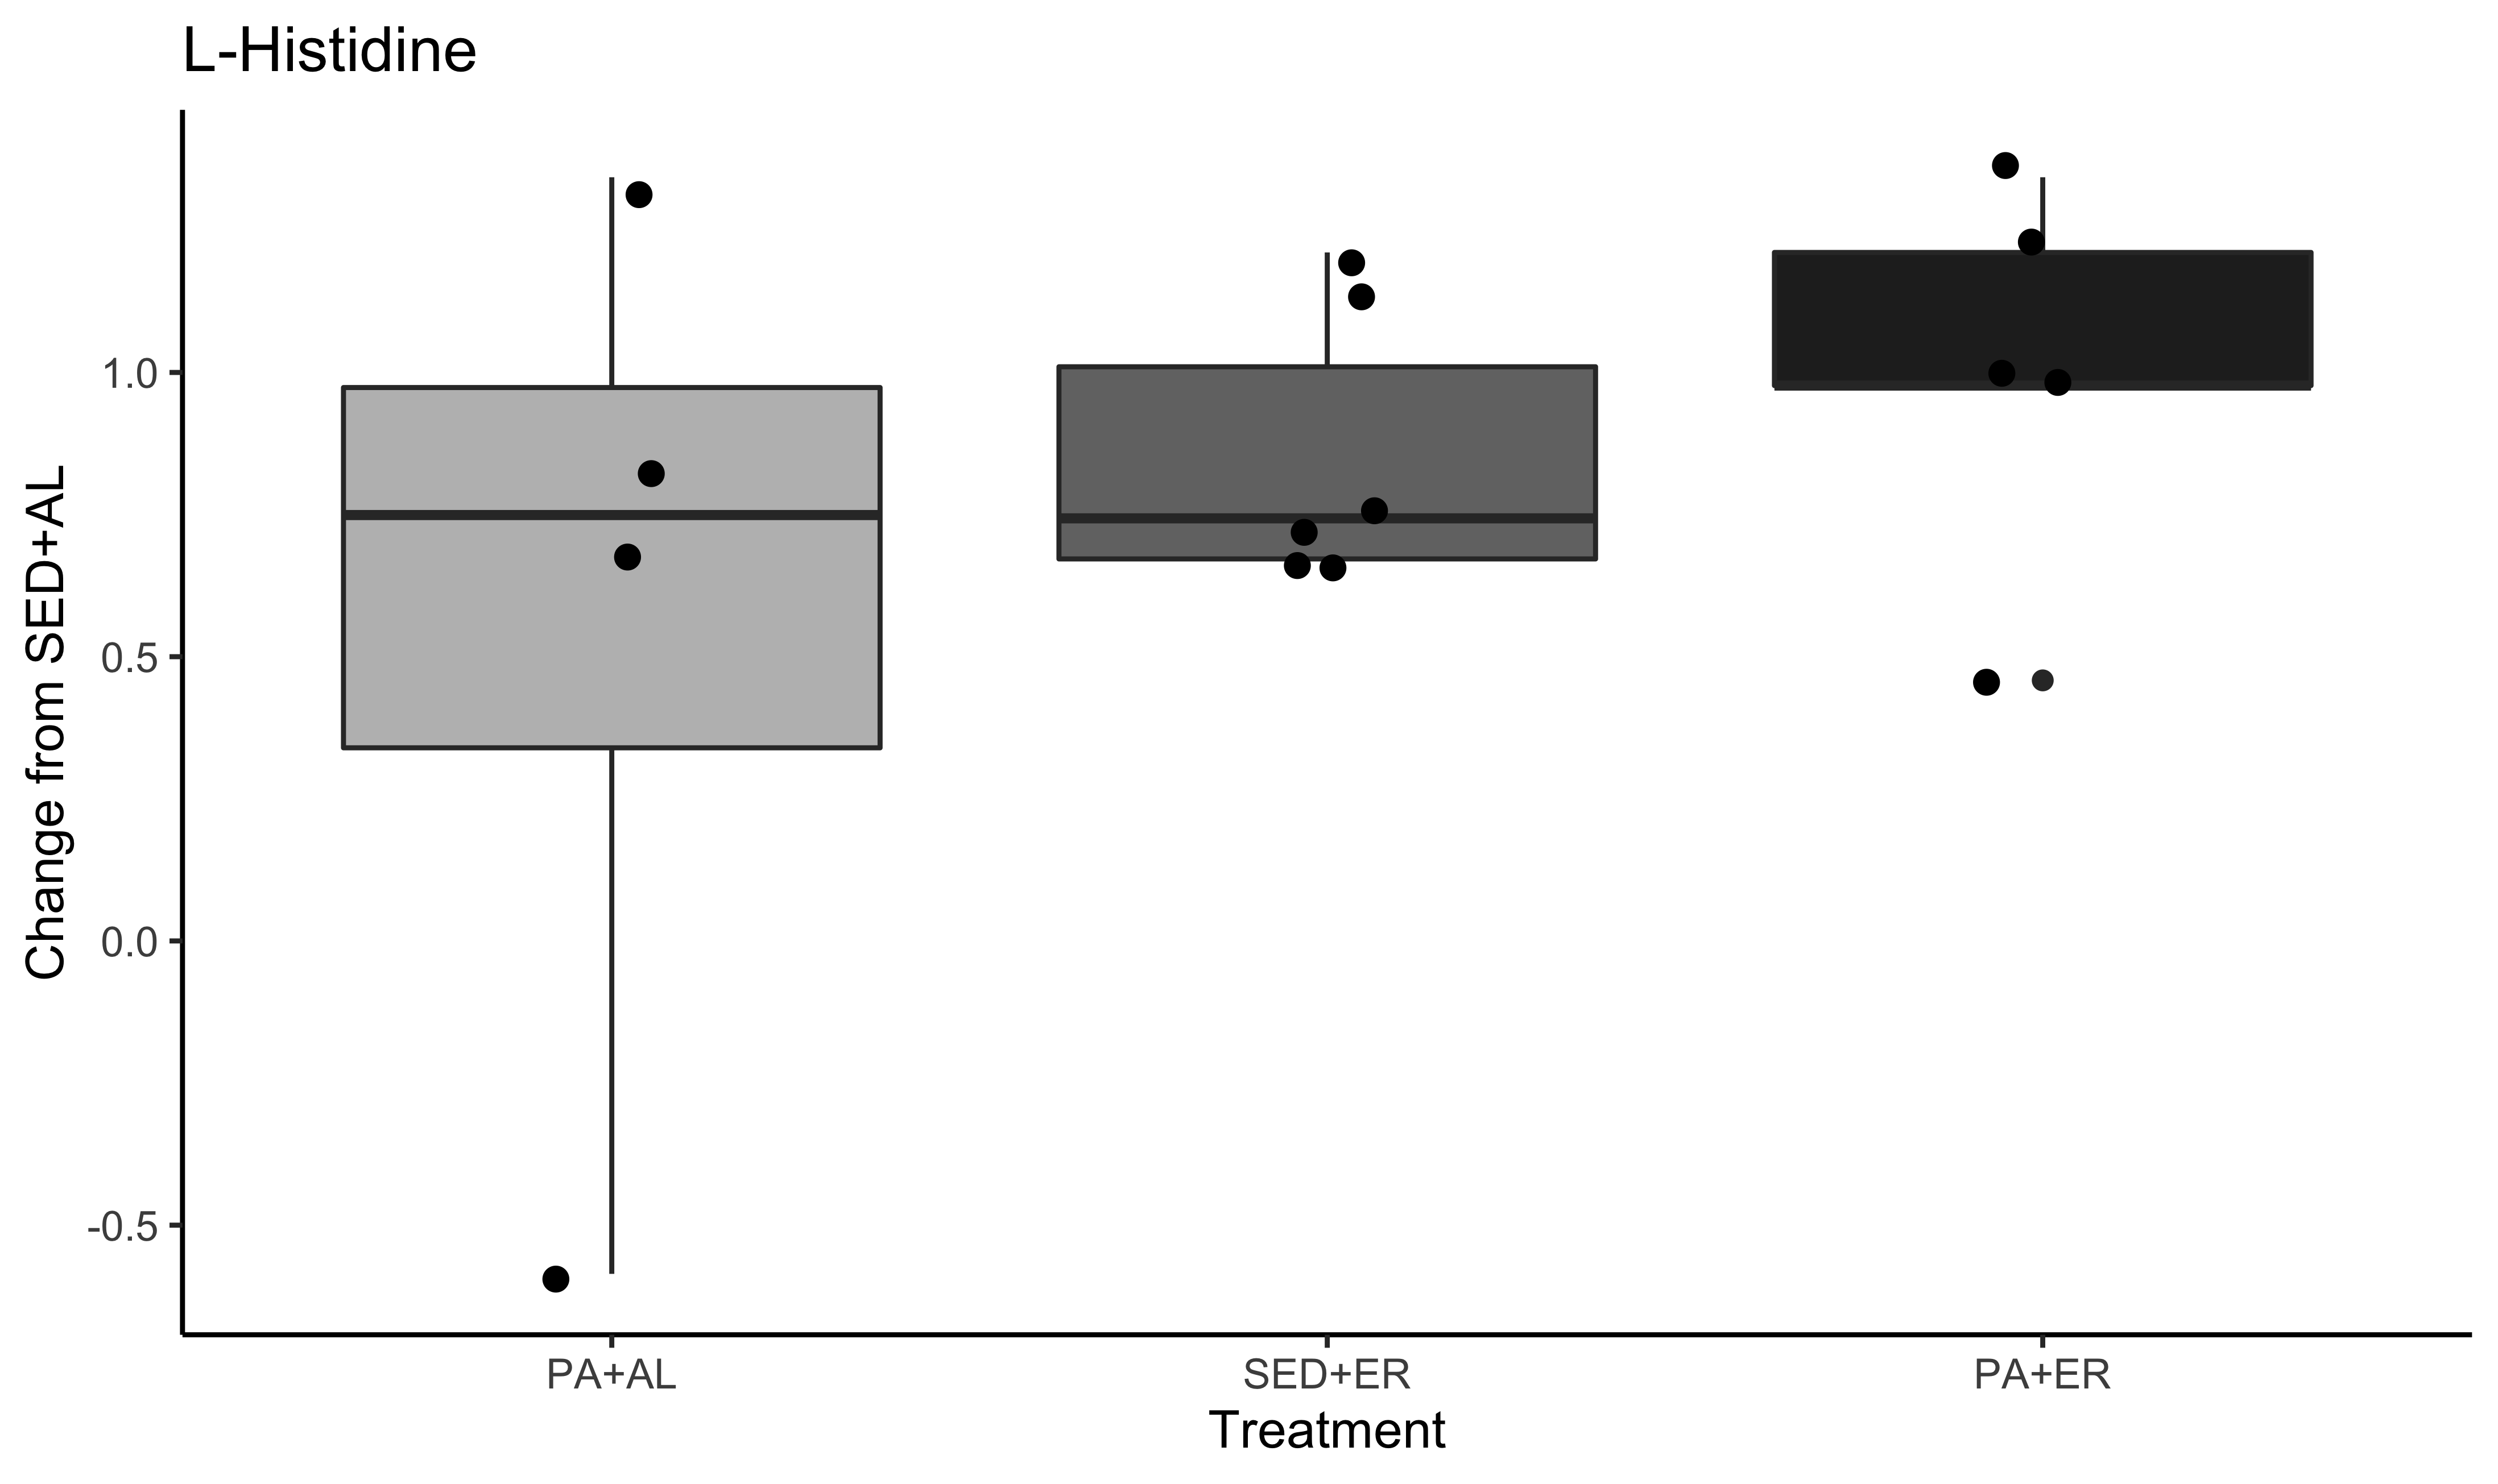 L-Histidine
Change from SED+AL
1.0
0.5
0.0
-0.5
PA+AL
SED+ER
PA+ER
Treatment